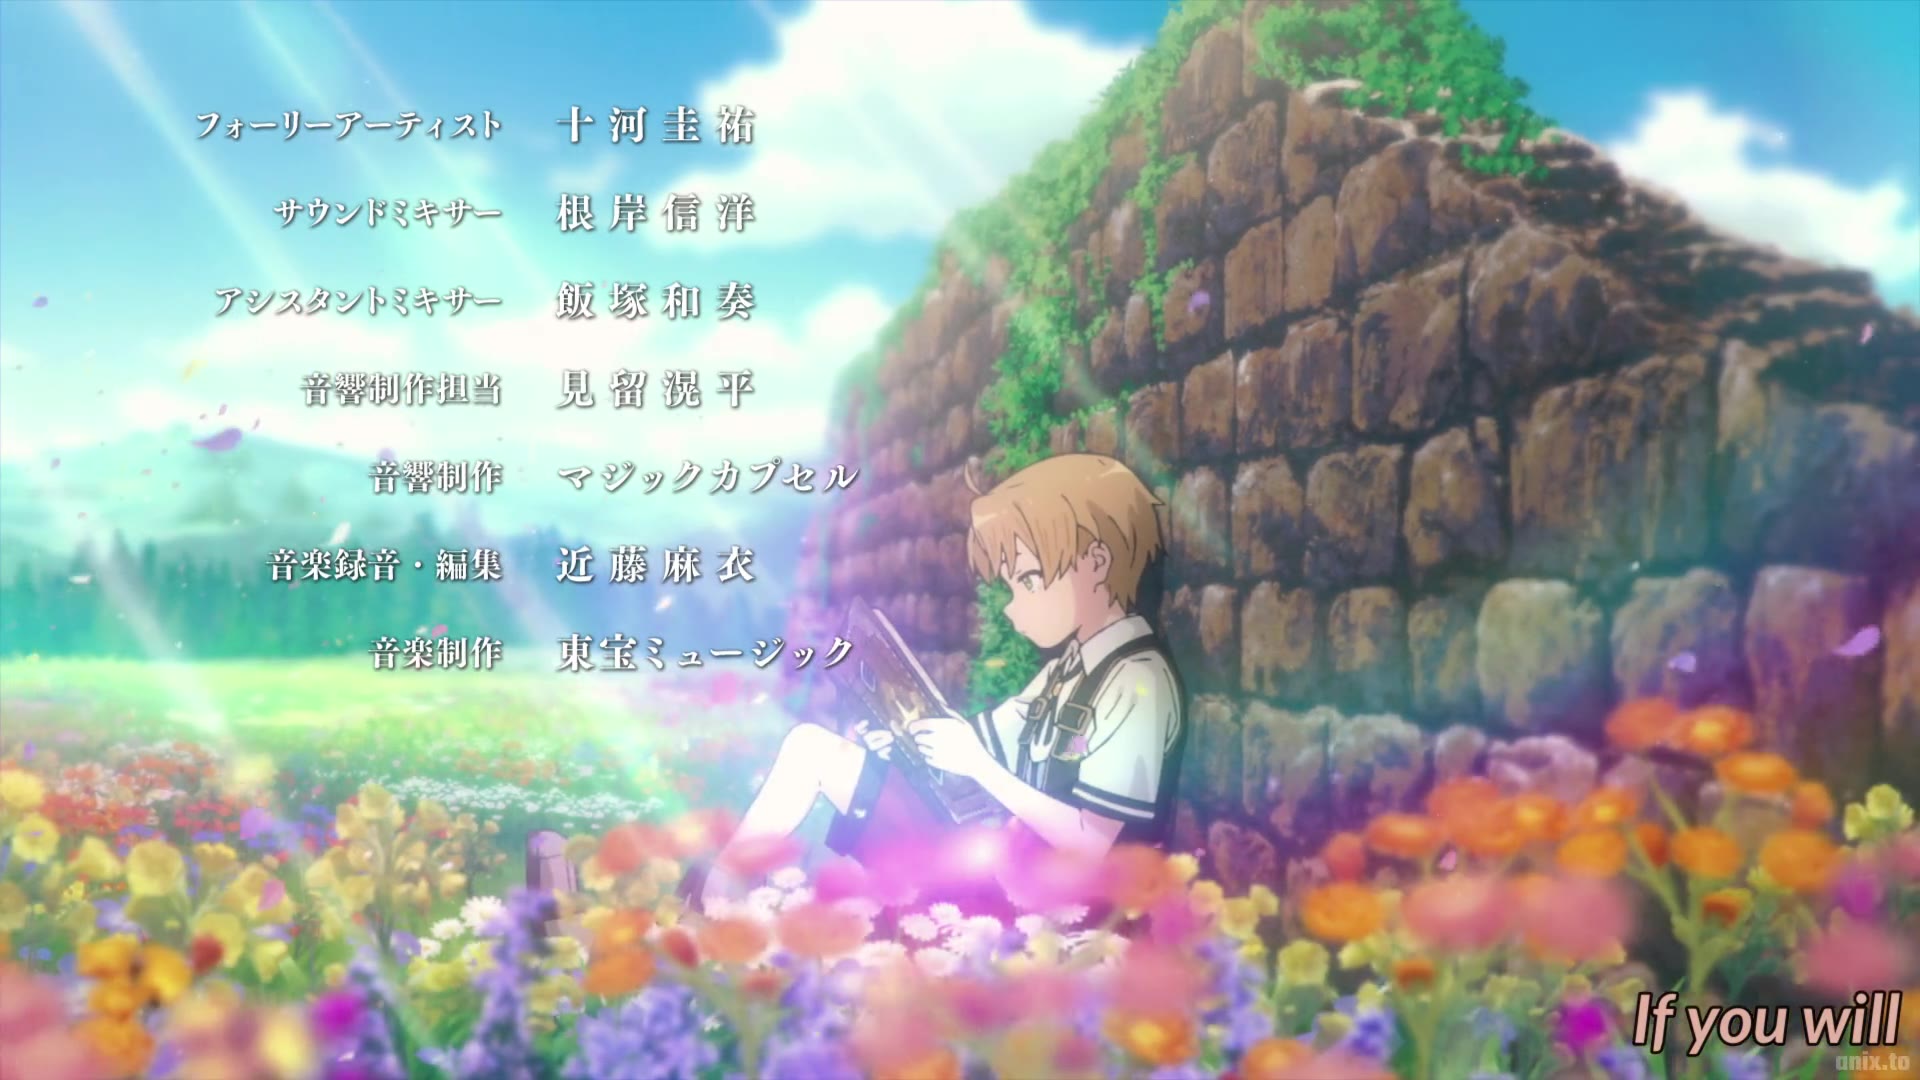 フォーリーアーティスト 十河圭祐
サウンドミキサー 根岸信洋
アシスタントミキサー 飯塚和奏
音響制作担当 見留滉平
音響制作 マジックカプセル
音楽録音・編集 近藤麻衣
音楽制作 東宝ミュージック
If you will
anix.to